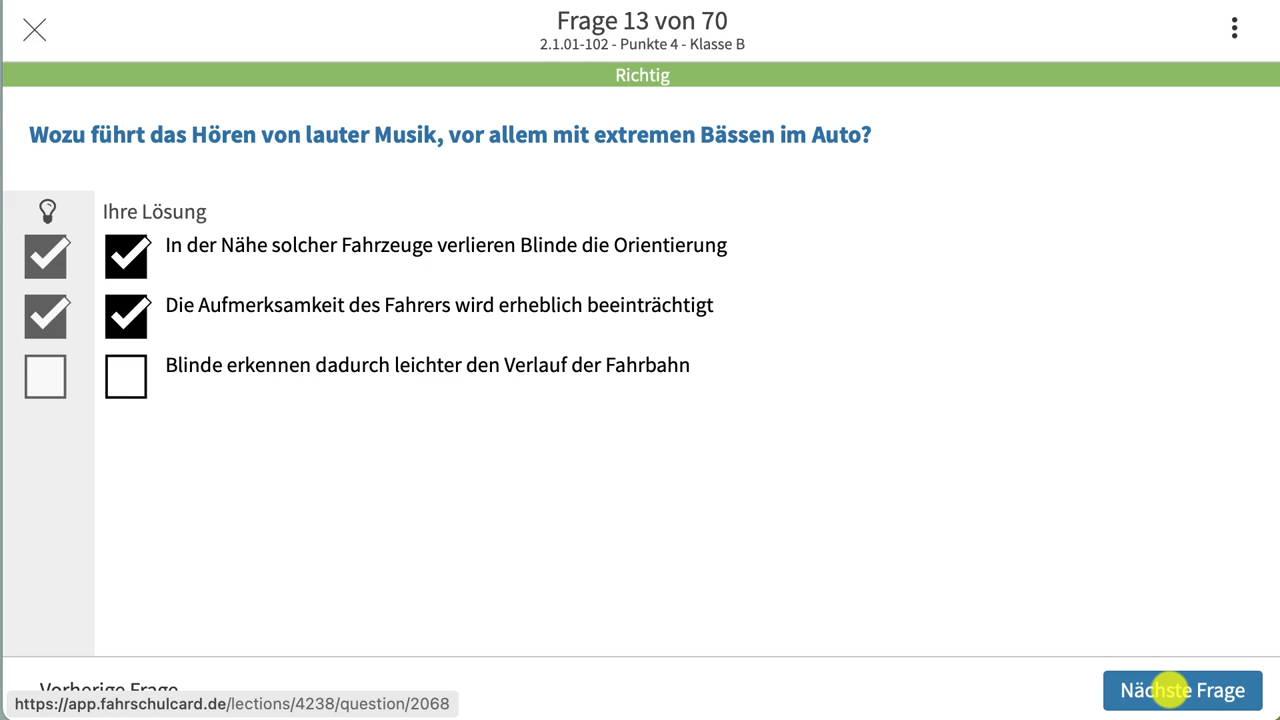 Frage 13 von 70
2.1.01-102 - Punkte 4 - Klasse B
Richtig
Wozu führt das Hören von lauter Musik, vor allem mit extremen Bässen im Auto?
Ihre Lösung
In der Nähe solcher Fahrzeuge verlieren Blinde die Orientierung
Die Aufmerksamkeit des Fahrers wird erheblich beeinträchtigt
Blinde erkennen dadurch leichter den Verlauf der Fahrbahn
Vorherige Frage
Nächste Frage
https://app.fahrschulcard.de/lections/4238/question/2068